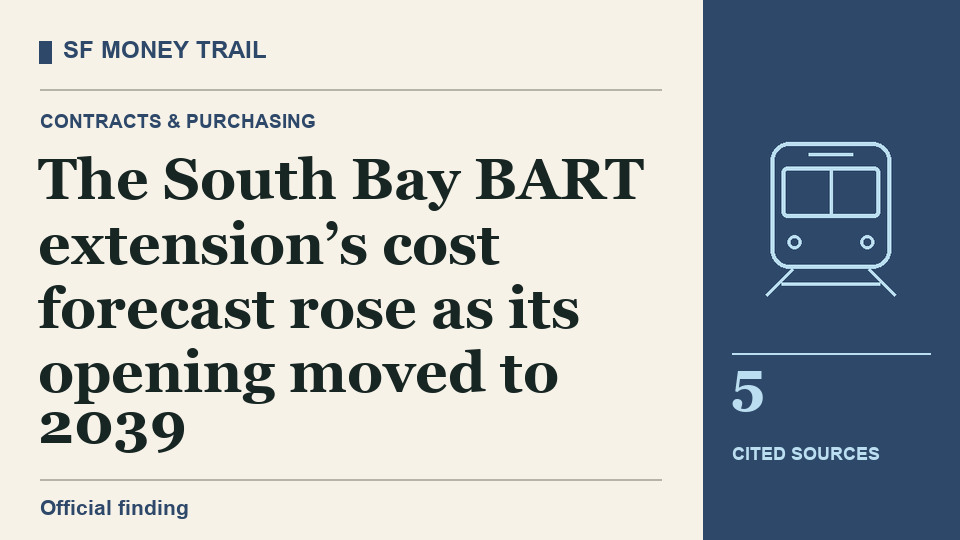 SF MONEY TRAIL
CONTRACTS & PURCHASING
The South Bay BART
extension’s cost
forecast rose as its
opening moved to
2039
Official finding
5
CITED SOURCES